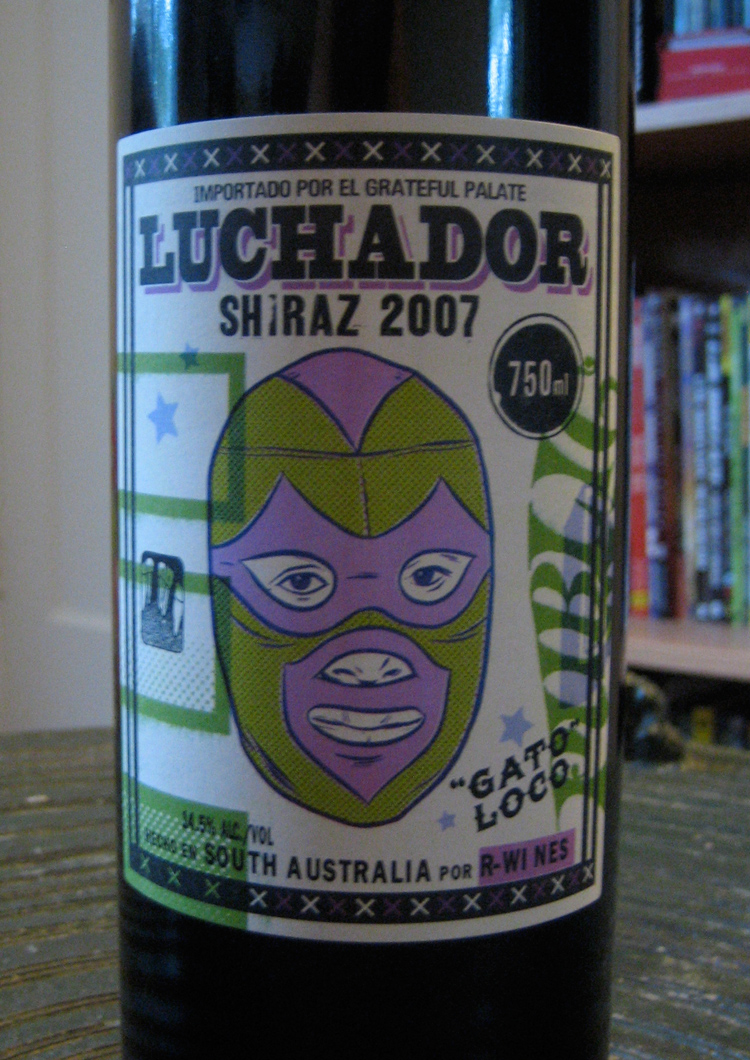 IMPORTADO POR EL GRATEFUL PALATE
LUCHADOR
SHIRAZ 2007
750ml
"GATO"
LOCO
14.5% ALC./VOL
HECHO EN SOUTH AUSTRALIA POR R-WINES